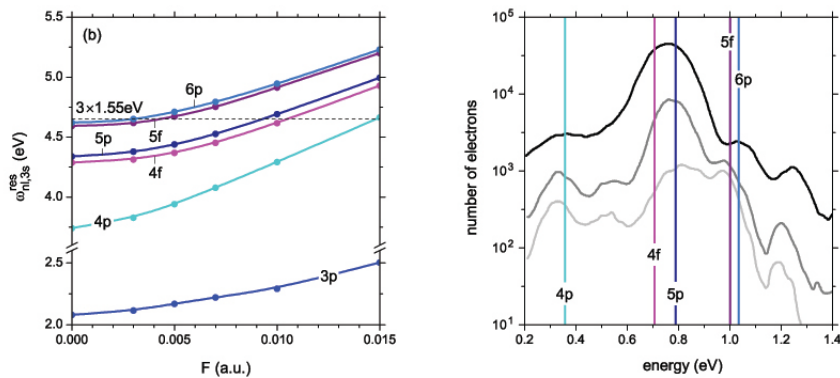 (b)
5.5
5.0
4.5
4.0
2.5
2.0
ω^res_nl,3s (eV)
3×1.55eV
6p
5p
5f
4f
4p
3p
0.000
0.005
0.010
0.015
F (a.u.)
10^5
10^4
10^3
10^2
10^1
number of electrons
5f
6p
4f
4p
5p
0.2
0.4
0.6
0.8
1.0
1.2
1.4
energy (eV)